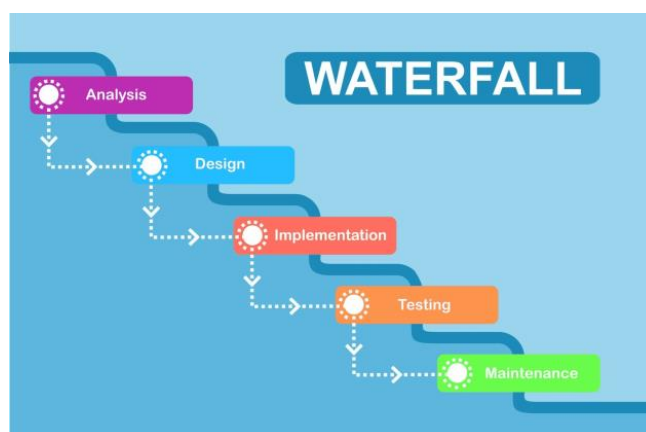 WATERFALL
Analysis
Design
Implementation
Testing
Maintenance